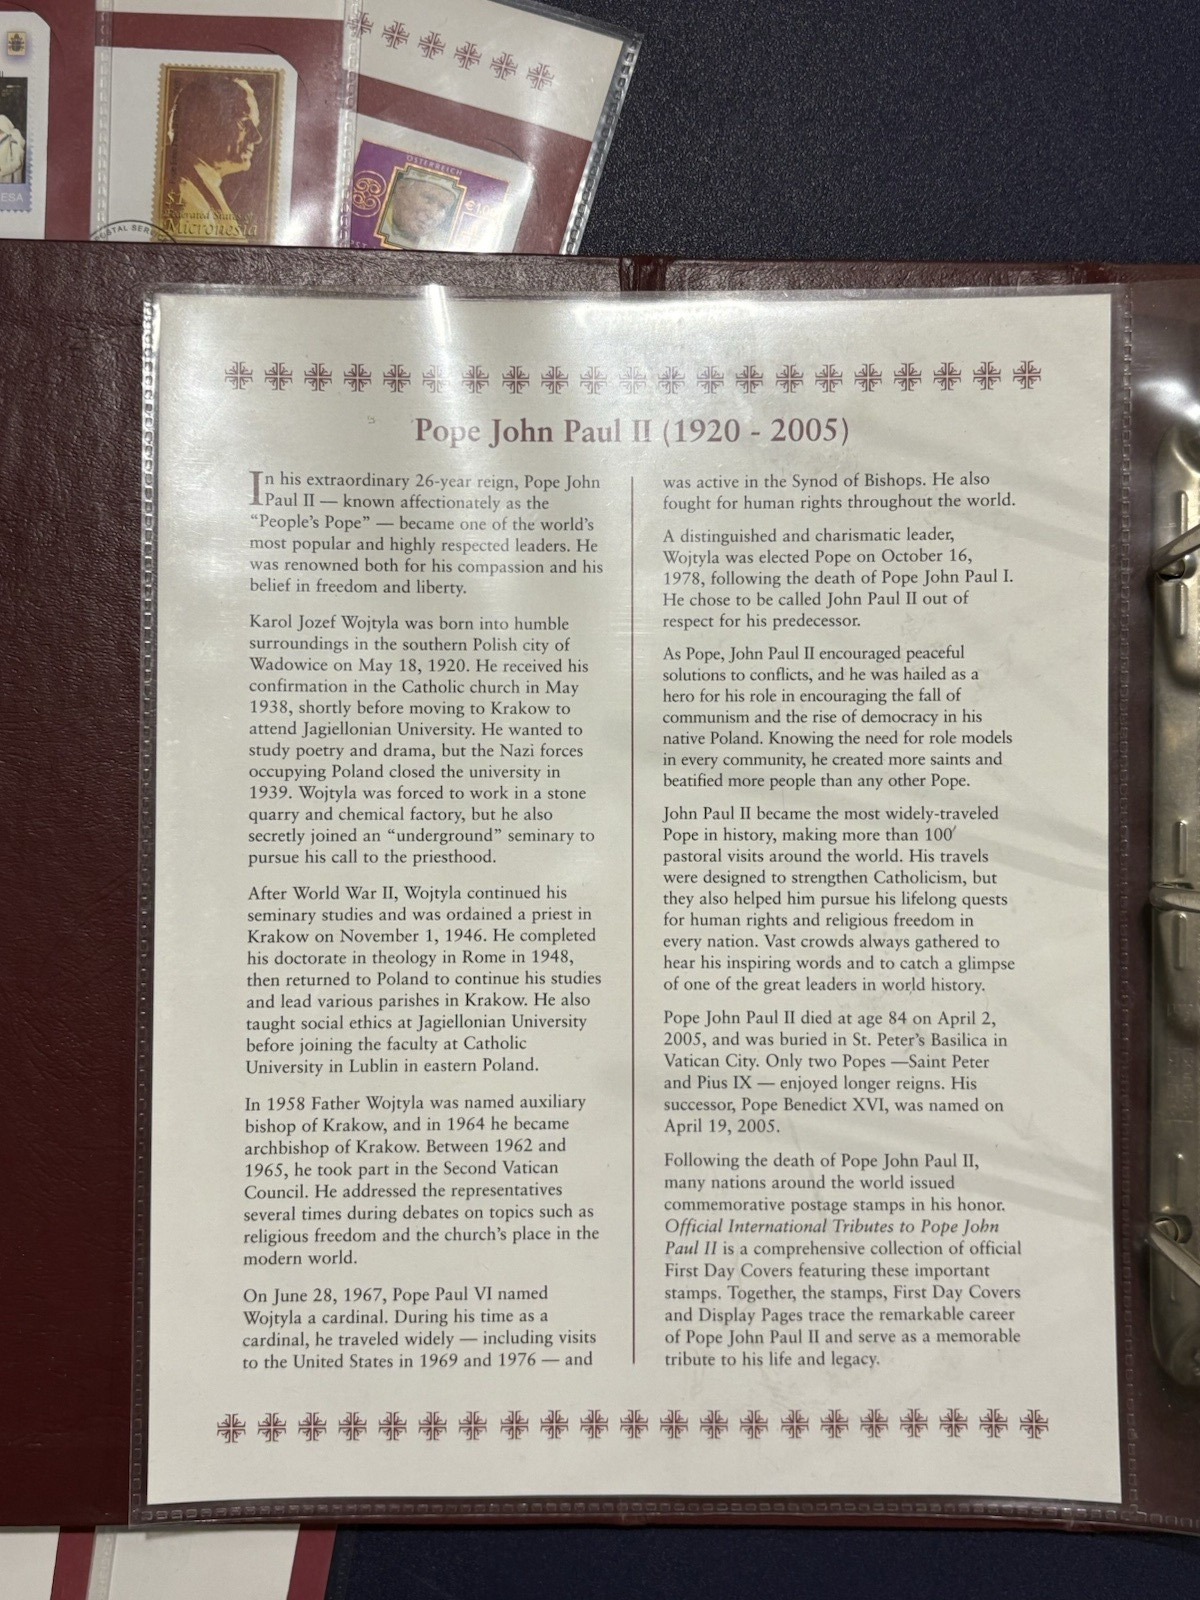 ESA
$1
Federated States of
Micronesia
STAL SER
ÖSTERREICH
Pope John Paul II (1920 - 2005)
In his extraordinary 26-year reign, Pope John
Paul II — known affectionately as the
“People’s Pope” — became one of the world’s
most popular and highly respected leaders. He
was renowned both for his compassion and his
belief in freedom and liberty.
Karol Jozef Wojtyla was born into humble
surroundings in the southern Polish city of
Wadowice on May 18, 1920. He received his
confirmation in the Catholic church in May
1938, shortly before moving to Krakow to
attend Jagiellonian University. He wanted to
study poetry and drama, but the Nazi forces
occupying Poland closed the university in
1939. Wojtyla was forced to work in a stone
quarry and chemical factory, but he also
secretly joined an “underground” seminary to
pursue his call to the priesthood.
After World War II, Wojtyla continued his
seminary studies and was ordained a priest in
Krakow on November 1, 1946. He completed
his doctorate in theology in Rome in 1948,
then returned to Poland to continue his studies
and lead various parishes in Krakow. He also
taught social ethics at Jagiellonian University
before joining the faculty at Catholic
University in Lublin in eastern Poland.
In 1958 Father Wojtyla was named auxiliary
bishop of Krakow, and in 1964 he became
archbishop of Krakow. Between 1962 and
1965, he took part in the Second Vatican
Council. He addressed the representatives
several times during debates on topics such as
religious freedom and the church’s place in the
modern world.
On June 28, 1967, Pope Paul VI named
Wojtyla a cardinal. During his time as a
cardinal, he traveled widely — including visits
to the United States in 1969 and 1976 — and
was active in the Synod of Bishops. He also
fought for human rights throughout the world.
A distinguished and charismatic leader,
Wojtyla was elected Pope on October 16,
1978, following the death of Pope John Paul I.
He chose to be called John Paul II out of
respect for his predecessor.
As Pope, John Paul II encouraged peaceful
solutions to conflicts, and he was hailed as a
hero for his role in encouraging the fall of
communism and the rise of democracy in his
native Poland. Knowing the need for role models
in every community, he created more saints and
beatified more people than any other Pope.
John Paul II became the most widely-traveled
Pope in history, making more than 100
pastoral visits around the world. His travels
were designed to strengthen Catholicism, but
they also helped him pursue his lifelong quests
for human rights and religious freedom in
every nation. Vast crowds always gathered to
hear his inspiring words and to catch a glimpse
of one of the great leaders in world history.
Pope John Paul II died at age 84 on April 2,
2005, and was buried in St. Peter’s Basilica in
Vatican City. Only two Popes —Saint Peter
and Pius IX — enjoyed longer reigns. His
successor, Pope Benedict XVI, was named on
April 19, 2005.
Following the death of Pope John Paul II,
many nations around the world issued
commemorative postage stamps in his honor.
Official International Tributes to Pope John
Paul II is a comprehensive collection of official
First Day Covers featuring these important
stamps. Together, the stamps, First Day Covers
and Display Pages trace the remarkable career
of Pope John Paul II and serve as a memorable
tribute to his life and legacy.